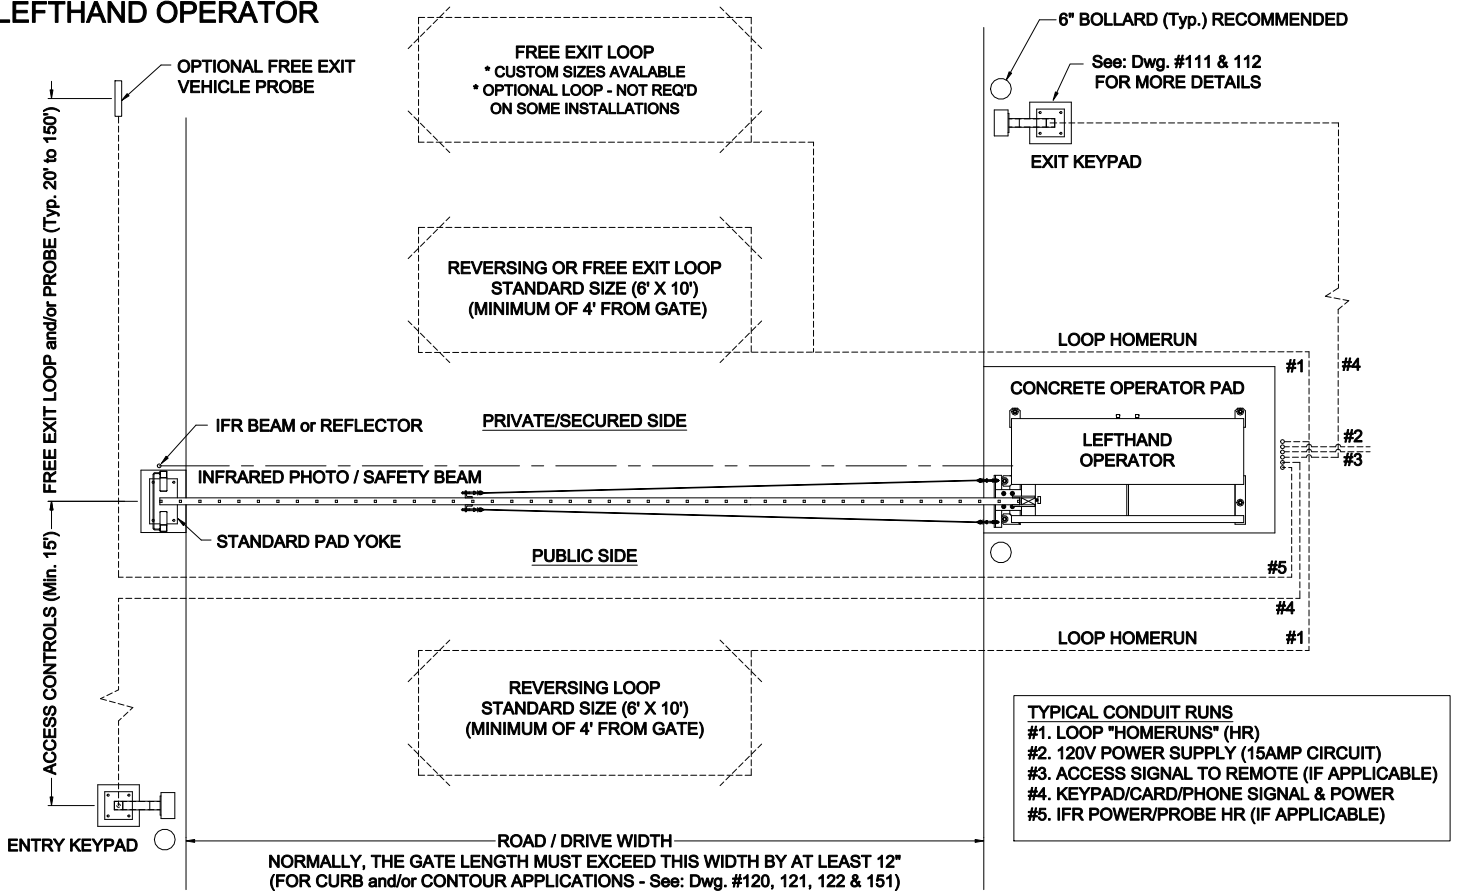 LEFTHAND OPERATOR
6" BOLLARD (Typ.) RECOMMENDED
OPTIONAL FREE EXIT
VEHICLE PROBE
FREE EXIT LOOP
* CUSTOM SIZES AVALABLE
* OPTIONAL LOOP - NOT REQ'D
ON SOME INSTALLATIONS
See: Dwg. #111 & 112
FOR MORE DETAILS
EXIT KEYPAD
FREE EXIT LOOP and/or PROBE (Typ. 20' to 150')
REVERSING OR FREE EXIT LOOP
STANDARD SIZE (6' X 10')
(MINIMUM OF 4' FROM GATE)
LOOP HOMERUN
#1
#4
CONCRETE OPERATOR PAD
IFR BEAM or REFLECTOR
PRIVATE/SECURED SIDE
LEFTHAND
OPERATOR
#2
#3
INFRARED PHOTO / SAFETY BEAM
STANDARD PAD YOKE
PUBLIC SIDE
#5
#4
ACCESS CONTROLS (Min. 15')
LOOP HOMERUN
#1
REVERSING LOOP
STANDARD SIZE (6' X 10')
(MINIMUM OF 4' FROM GATE)
TYPICAL CONDUIT RUNS
#1. LOOP "HOMERUNS" (HR)
#2. 120V POWER SUPPLY (15AMP CIRCUIT)
#3. ACCESS SIGNAL TO REMOTE (IF APPLICABLE)
#4. KEYPAD/CARD/PHONE SIGNAL & POWER
#5. IFR POWER/PROBE HR (IF APPLICABLE)
ENTRY KEYPAD
ROAD / DRIVE WIDTH
NORMALLY, THE GATE LENGTH MUST EXCEED THIS WIDTH BY AT LEAST 12"
(FOR CURB and/or CONTOUR APPLICATIONS - See: Dwg. #120, 121, 122 & 151)